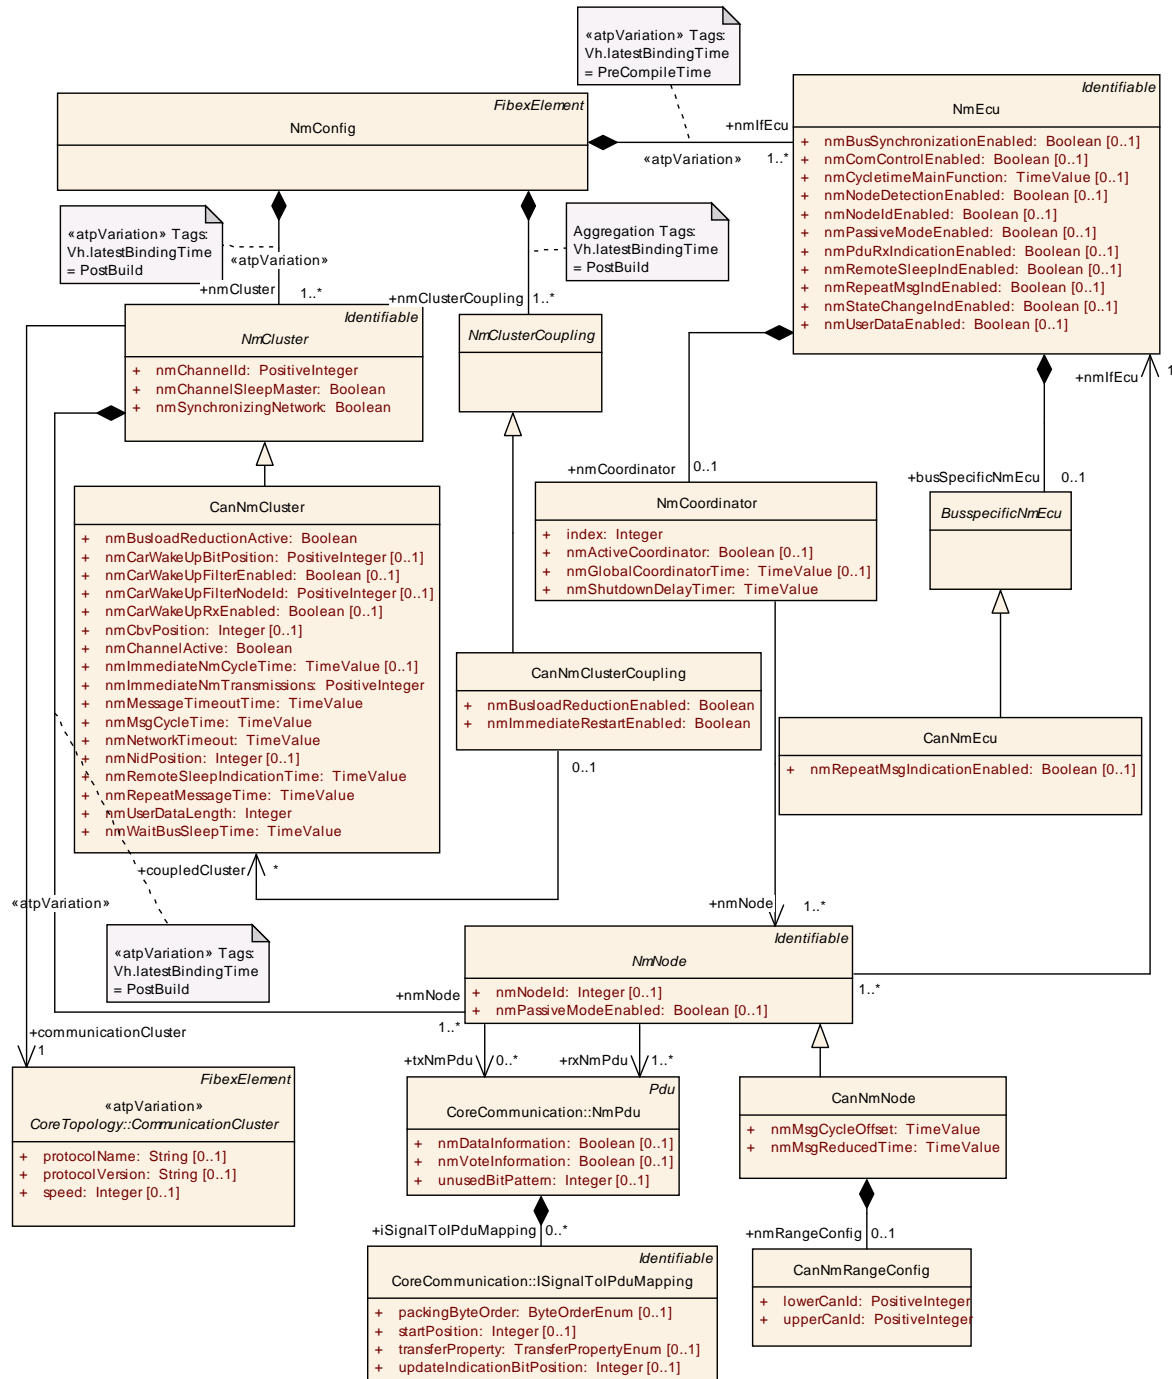 «atpVariation» Tags:
Vh.latestBindingTime
= PreCompileTime
FibexElement
NmConfig
+nmIfEcu
«atpVariation»
1..*
Identifiable
NmEcu
+ nmBusSynchronizationEnabled: Boolean [0..1]
+ nmComControlEnabled: Boolean [0..1]
+ nmCycletimeMainFunction: TimeValue [0..1]
+ nmNodeDetectionEnabled: Boolean [0..1]
+ nmNodeIdEnabled: Boolean [0..1]
+ nmPassiveModeEnabled: Boolean [0..1]
+ nmPduRxIndicationEnabled: Boolean [0..1]
+ nmRemoteSleepIndEnabled: Boolean [0..1]
+ nmRepeatMsgIndEnabled: Boolean [0..1]
+ nmStateChangeIndEnabled: Boolean [0..1]
+ nmUserDataEnabled: Boolean [0..1]
«atpVariation» Tags:
Vh.latestBindingTime
= PostBuild
«atpVariation»
+nmCluster
1..*
Aggregation Tags:
Vh.latestBindingTime
= PostBuild
+nmClusterCoupling
1..*
Identifiable
NmCluster
+ nmChannelId: PositiveInteger
+ nmChannelSleepMaster: Boolean
+ nmSynchronizingNetwork: Boolean
NmClusterCoupling
+nmIfEcu
1
+nmCoordinator
0..1
+busSpecificNmEcu
0..1
CanNmCluster
+ nmBusloadReductionActive: Boolean
+ nmCarWakeUpBitPosition: PositiveInteger [0..1]
+ nmCarWakeUpFilterEnabled: Boolean [0..1]
+ nmCarWakeUpFilterNodeId: PositiveInteger [0..1]
+ nmCarWakeUpRxEnabled: Boolean [0..1]
+ nmCbvPosition: Integer [0..1]
+ nmChannelActive: Boolean
+ nmImmediateNmCycleTime: TimeValue [0..1]
+ nmImmediateNmTransmissions: PositiveInteger
+ nmMessageTimeoutTime: TimeValue
+ nmMsgCycleTime: TimeValue
+ nmNetworkTimeout: TimeValue
+ nmNidPosition: Integer [0..1]
+ nmRemoteSleepIndicationTime: TimeValue
+ nmRepeatMessageTime: TimeValue
+ nmUserDataLength: Integer
+ nmWaitBusSleepTime: TimeValue
NmCoordinator
+ index: Integer
+ nmActiveCoordinator: Boolean [0..1]
+ nmGlobalCoordinatorTime: TimeValue [0..1]
+ nmShutdownDelayTimer: TimeValue
BusspecificNmEcu
CanNmClusterCoupling
+ nmBusloadReductionEnabled: Boolean
+ nmImmediateRestartEnabled: Boolean
0..1
CanNmEcu
+ nmRepeatMsgIndicationEnabled: Boolean [0..1]
+coupledCluster
*
«atpVariation»
«atpVariation» Tags:
Vh.latestBindingTime
= PostBuild
+nmNode
1..*
Identifiable
NmNode
+ nmNodeId: Integer [0..1]
+ nmPassiveModeEnabled: Boolean [0..1]
1..*
+nmNode
1..*
+communicationCluster
1
+txNmPdu
0..*
+rxNmPdu
1..*
FibexElement
«atpVariation»
CoreTopology::CommunicationCluster
+ protocolName: String [0..1]
+ protocolVersion: String [0..1]
+ speed: Integer [0..1]
Pdu
CoreCommunication::NmPdu
+ nmDataInformation: Boolean [0..1]
+ nmVoteInformation: Boolean [0..1]
+ unusedBitPattern: Integer [0..1]
CanNmNode
+ nmMsgCycleOffset: TimeValue
+ nmMsgReducedTime: TimeValue
+iSignalToIPduMapping
0..*
+nmRangeConfig
0..1
Identifiable
CoreCommunication::ISignalToIPduMapping
+ packingByteOrder: ByteOrderEnum [0..1]
+ startPosition: Integer [0..1]
+ transferProperty: TransferPropertyEnum [0..1]
+ updateIndicationBitPosition: Integer [0..1]
CanNmRangeConfig
+ lowerCanId: PositiveInteger
+ upperCanId: PositiveInteger